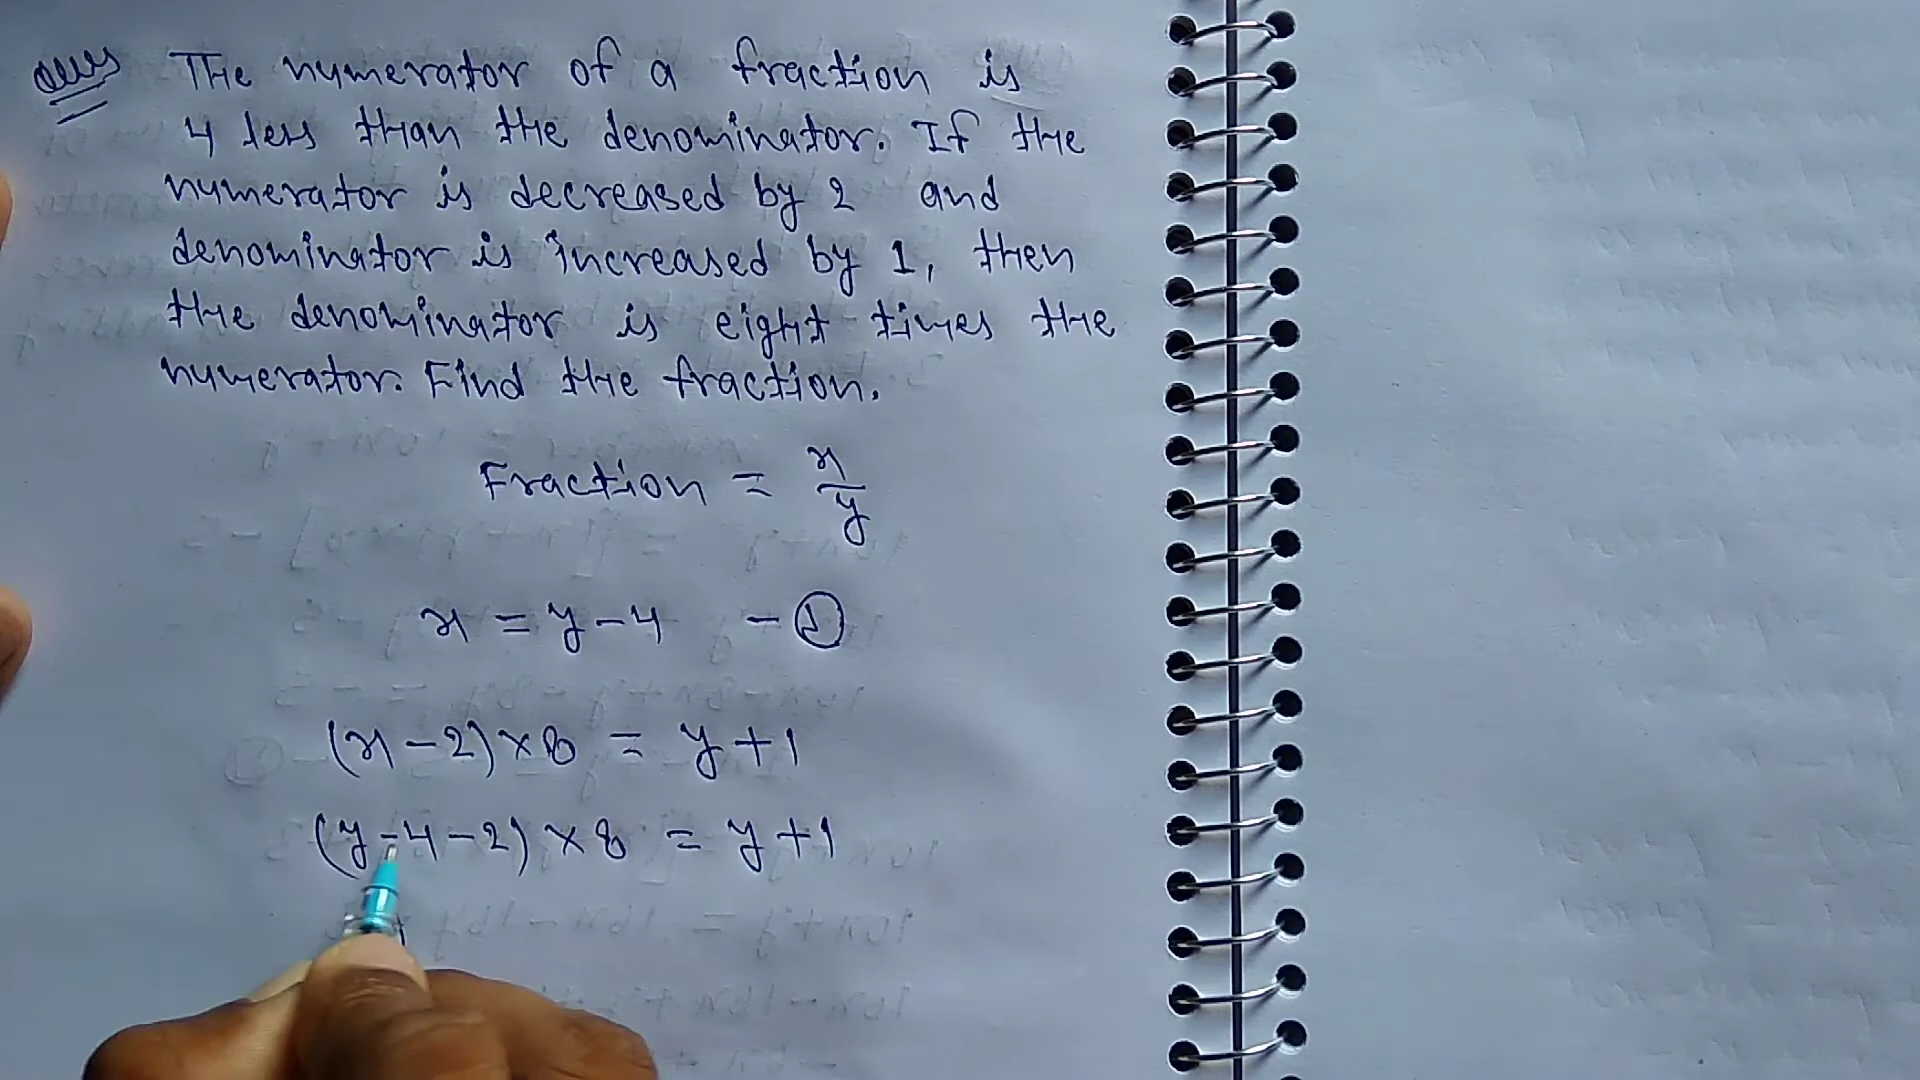 Ques The numerator of a fraction is
4 less than the denominator. If the
numerator is decreased by 2 and
denominator is increased by 1, then
the denominator is eight times the
numerator. Find the fraction.
Fraction = x/y
x = y - 4 - ①
(x - 2) × 8 = y + 1
(y - 4 - 2) × 8 = y + 1